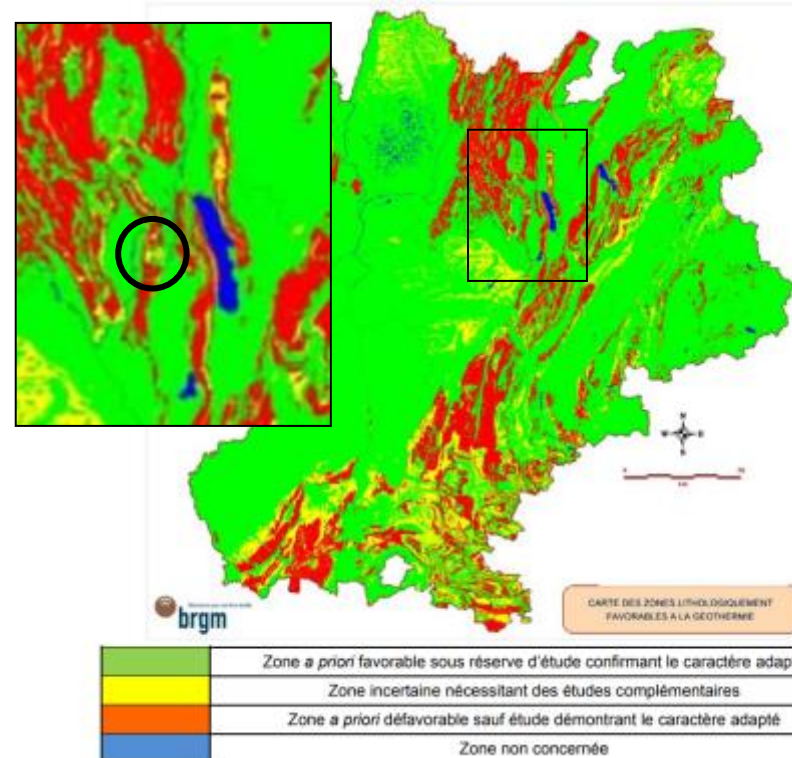 N
W E
S
brgm
CARTE DES ZONES LITHOLOGIQUEMENT
FAVORABLES A LA GEOTHERMIE
Zone a priori favorable sous réserve d'étude confirmant le caractère adap
Zone incertaine nécessitant des études complémentaires
Zone a priori défavorable sauf étude démontrant le caractère adapté
Zone non concernée